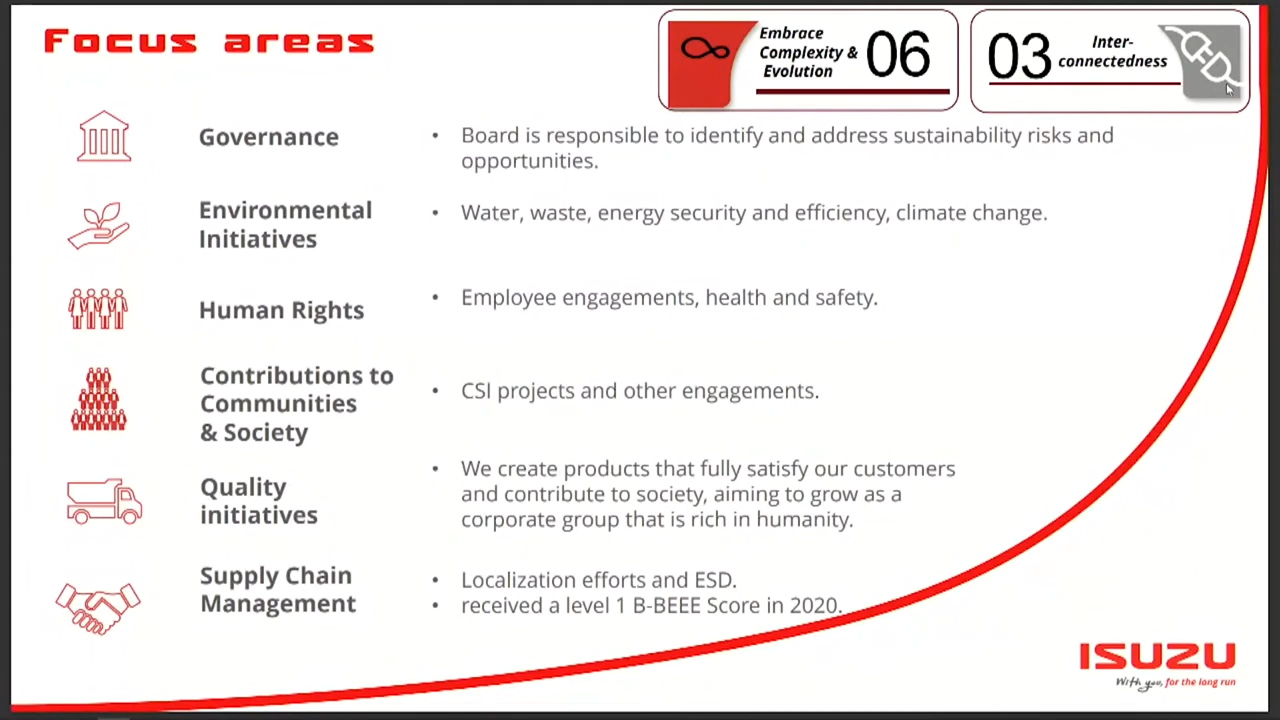 Focus areas
Embrace
Complexity &
Evolution
06
03
Inter-
connectedness
Governance
• Board is responsible to identify and address sustainability risks and
opportunities.
Environmental
Initiatives
• Water, waste, energy security and efficiency, climate change.
Human Rights
• Employee engagements, health and safety.
Contributions to
Communities
& Society
• CSI projects and other engagements.
Quality
initiatives
• We create products that fully satisfy our customers
and contribute to society, aiming to grow as a
corporate group that is rich in humanity.
Supply Chain
Management
• Localization efforts and ESD.
• received a level 1 B-BEEE Score in 2020.
ISUZU
With you, for the long run